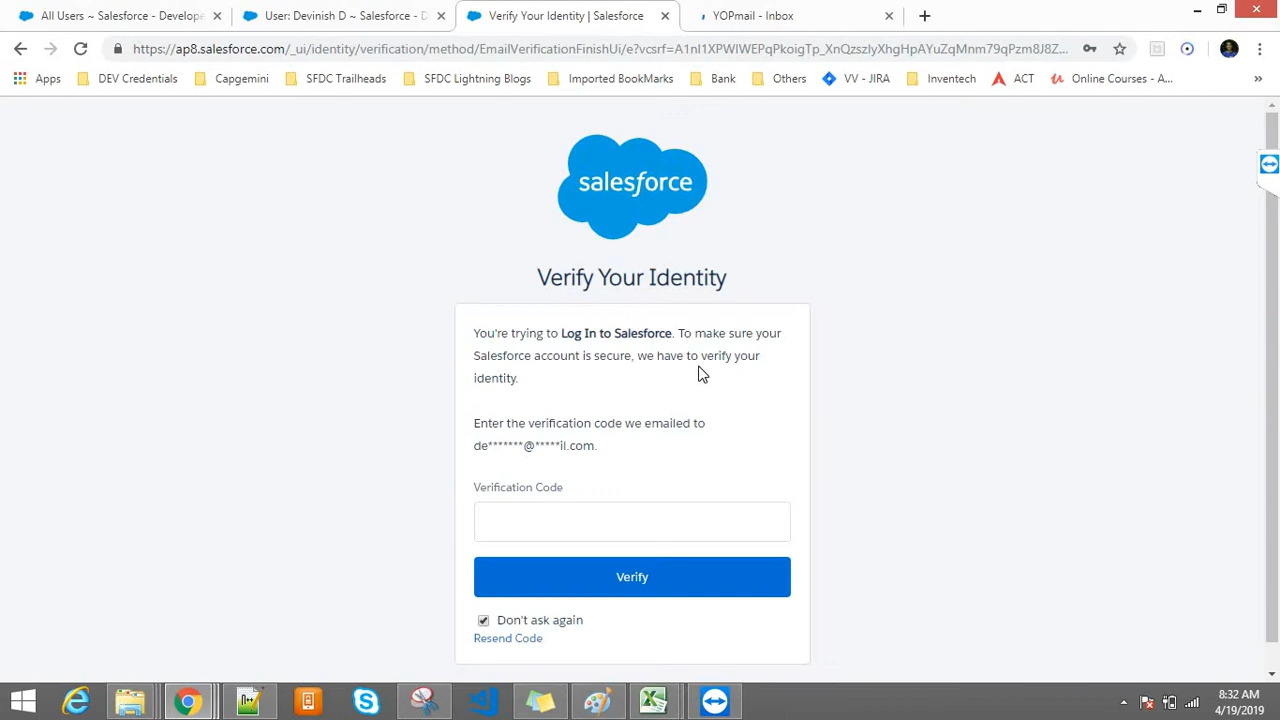 All Users ~ Salesforce - Develope
User: Devinish D ~ Salesforce - D
Verify Your Identity | Salesforce
YOPmail - Inbox
https://ap8.salesforce.com/_ui/identity/verification/method/EmailVerificationFinishUi/e?vcsrf=
Apps
DEV Credentials
Capgemini
SFDC Trailheads
SFDC Lightning Blogs
Imported BookMarks
Bank
Others
VV - JIRA
Inventech
ACT
Online Courses - A...
»
salesforce
Verify Your Identity
You're trying to Log In to Salesforce. To make sure your
Salesforce account is secure, we have to verify your
identity.
Enter the verification code we emailed to
de*******@*****il.com.
Verification Code
Verify
Don't ask again
Resend Code
8:32 AM
4/19/2019